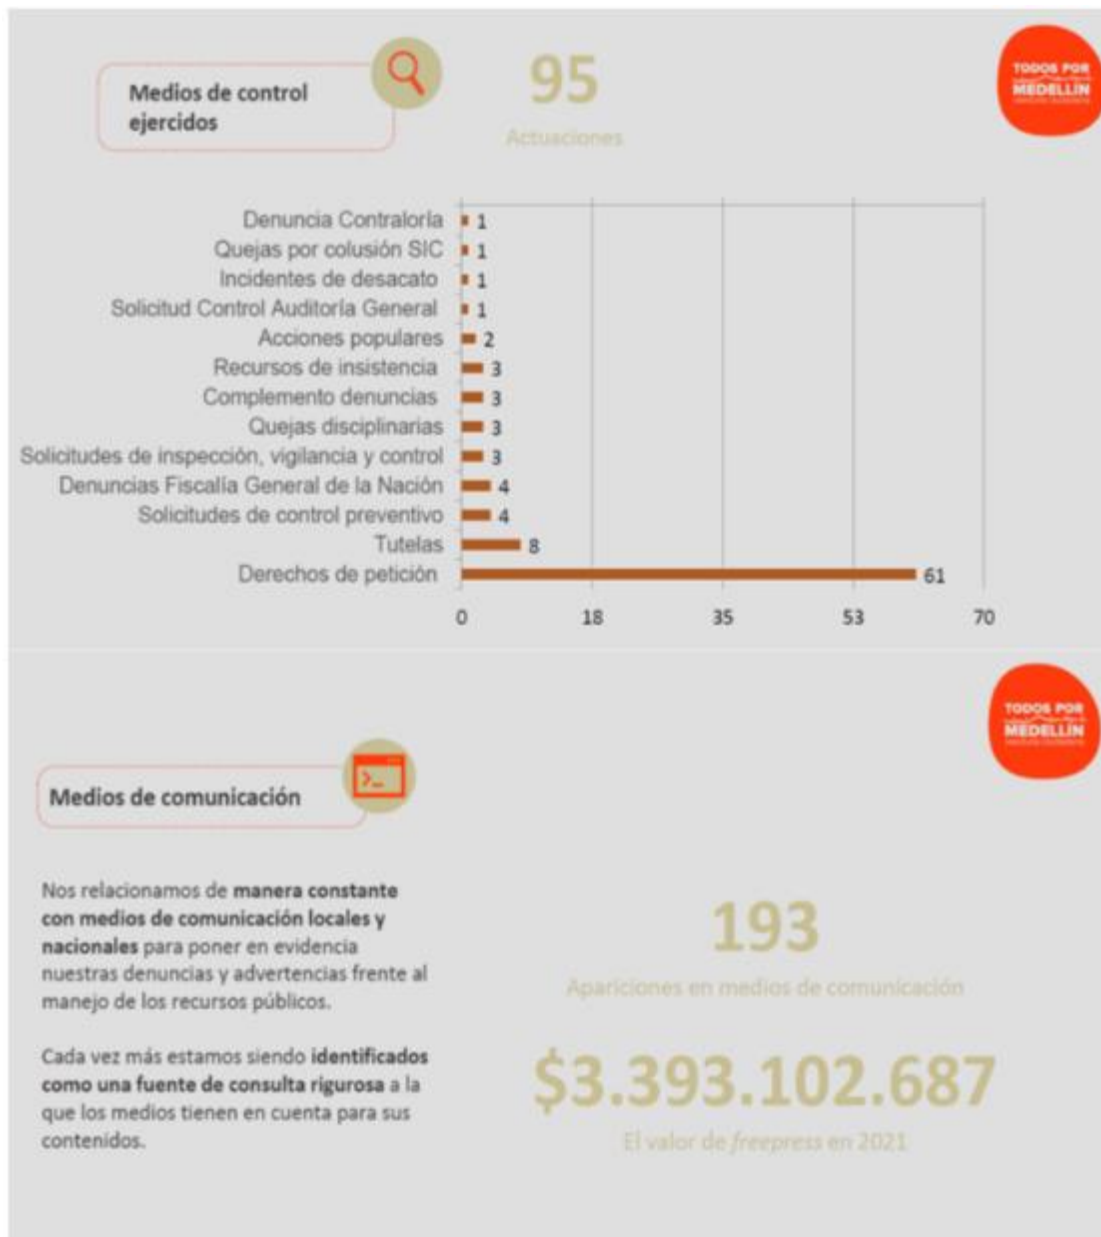 Medios de control
ejercidos
95
Actuaciones
TODOS POR
MEDELLÍN
Denuncia Contraloría 1
Quejas por colusión SIC 1
Incidentes de desacato 1
Solicitud Control Auditoría General 1
Acciones populares 2
Recursos de insistencia 3
Complemento denuncias 3
Quejas disciplinarias 3
Solicitudes de inspección, vigilancia y control 3
Denuncias Fiscalía General de la Nación 4
Solicitudes de control preventivo 4
Tutelas 8
Derechos de petición 61
0 18 35 53 70
TODOS POR
MEDELLÍN
>_
Medios de comunicación
Nos relacionamos de manera constante
con medios de comunicación locales y
nacionales para poner en evidencia
nuestras denuncias y advertencias frente al
manejo de los recursos públicos.
Cada vez más estamos siendo identificados
como una fuente de consulta rigurosa a la
que los medios tienen en cuenta para sus
contenidos.
193
Apariciones en medios de comunicación
$3.393.102.687
El valor de freepress en 2021